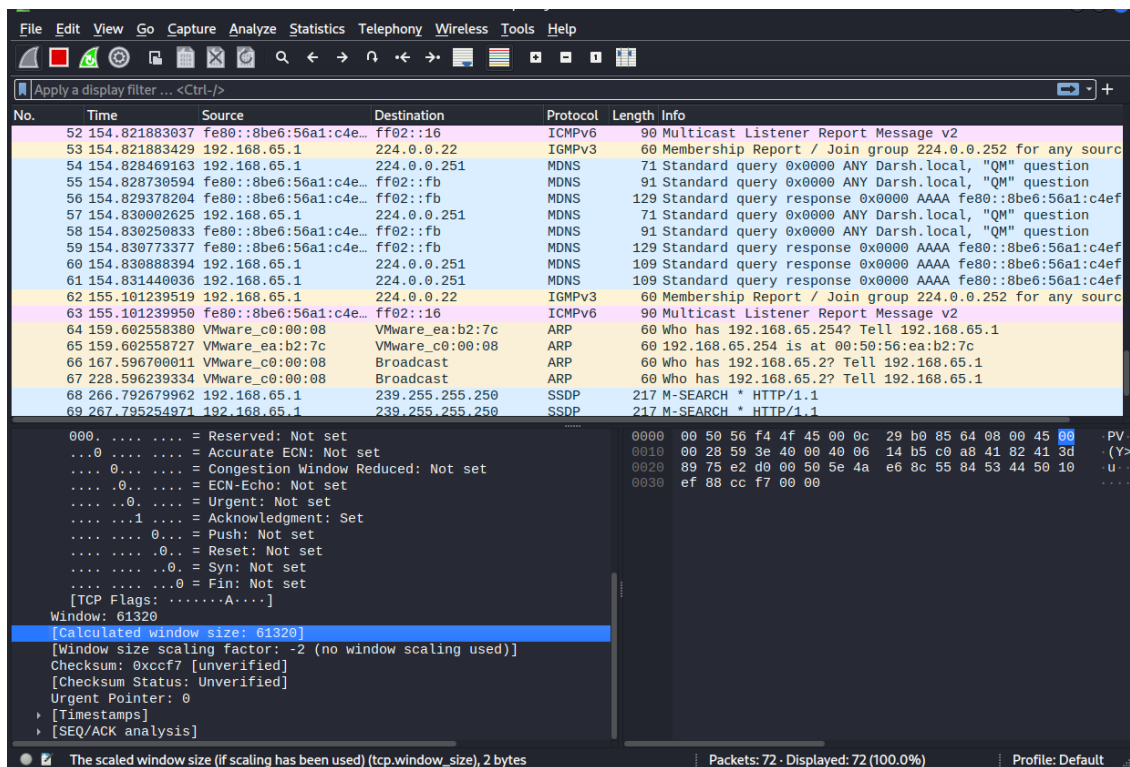 File Edit View Go Capture Analyze Statistics Telephony Wireless Tools Help
Apply a display filter ... <Ctrl-/>
No. Time Source Destination Protocol Length Info
52 154.821883037 fe80::8be6:56a1:c4e… ff02::16 ICMPv6 90 Multicast Listener Report Message v2
53 154.821883429 192.168.65.1 224.0.0.22 IGMPv3 60 Membership Report / Join group 224.0.0.252 for any sourc
54 154.828469163 192.168.65.1 224.0.0.251 MDNS 71 Standard query 0x0000 ANY Darsh.local, "QM" question
55 154.828730594 fe80::8be6:56a1:c4e… ff02::fb MDNS 91 Standard query 0x0000 ANY Darsh.local, "QM" question
56 154.829378204 fe80::8be6:56a1:c4e… ff02::fb MDNS 129 Standard query response 0x0000 AAAA fe80::8be6:56a1:c4ef
57 154.830002625 192.168.65.1 224.0.0.251 MDNS 71 Standard query 0x0000 ANY Darsh.local, "QM" question
58 154.830250833 fe80::8be6:56a1:c4e… ff02::fb MDNS 91 Standard query 0x0000 ANY Darsh.local, "QM" question
59 154.830773377 fe80::8be6:56a1:c4e… ff02::fb MDNS 129 Standard query response 0x0000 AAAA fe80::8be6:56a1:c4ef
60 154.830888394 192.168.65.1 224.0.0.251 MDNS 109 Standard query response 0x0000 AAAA fe80::8be6:56a1:c4ef
61 154.831440036 192.168.65.1 224.0.0.251 MDNS 109 Standard query response 0x0000 AAAA fe80::8be6:56a1:c4ef
62 155.101239519 192.168.65.1 224.0.0.22 IGMPv3 60 Membership Report / Join group 224.0.0.252 for any sourc
63 155.101239950 fe80::8be6:56a1:c4e… ff02::16 ICMPv6 90 Multicast Listener Report Message v2
64 159.602558380 VMware_c0:00:08 VMware_ea:b2:7c ARP 60 Who has 192.168.65.254? Tell 192.168.65.1
65 159.602558727 VMware_ea:b2:7c VMware_c0:00:08 ARP 60 192.168.65.254 is at 00:50:56:ea:b2:7c
66 167.596700011 VMware_c0:00:08 Broadcast ARP 60 Who has 192.168.65.2? Tell 192.168.65.1
67 228.596239334 VMware_c0:00:08 Broadcast ARP 60 Who has 192.168.65.2? Tell 192.168.65.1
68 266.792679962 192.168.65.1 239.255.255.250 SSDP 217 M-SEARCH * HTTP/1.1
69 267.795254971 192.168.65.1 239.255.255.250 SSDP 217 M-SEARCH * HTTP/1.1
000. .... .... = Reserved: Not set
...0 .... .... = Accurate ECN: Not set
.... 0... .... = Congestion Window Reduced: Not set
.... .0.. .... = ECN-Echo: Not set
.... ..0. .... = Urgent: Not set
.... ...1 .... = Acknowledgment: Set
.... .... 0... = Push: Not set
.... .... .0.. = Reset: Not set
.... .... ..0. = Syn: Not set
.... .... ...0 = Fin: Not set
[TCP Flags: ·······A····]
Window: 61320
[Calculated window size: 61320]
[Window size scaling factor: -2 (no window scaling used)]
Checksum: 0xccf7 [unverified]
[Checksum Status: Unverified]
Urgent Pointer: 0
[Timestamps]
[SEQ/ACK analysis]
0000 00 50 56 f4 4f 45 00 0c 29 b0 85 64 08 00 45 00 ·PV·
0010 00 28 59 3e 40 00 40 06 14 b5 c0 a8 41 82 41 3d ·(Y>
0020 89 75 e2 d0 00 50 5e 4a e6 8c 55 84 53 44 50 10 ·u··
0030 ef 88 cc f7 00 00 ····
The scaled window size (if scaling has been used) (tcp.window_size), 2 bytes
Packets: 72 · Displayed: 72 (100.0%)
Profile: Default